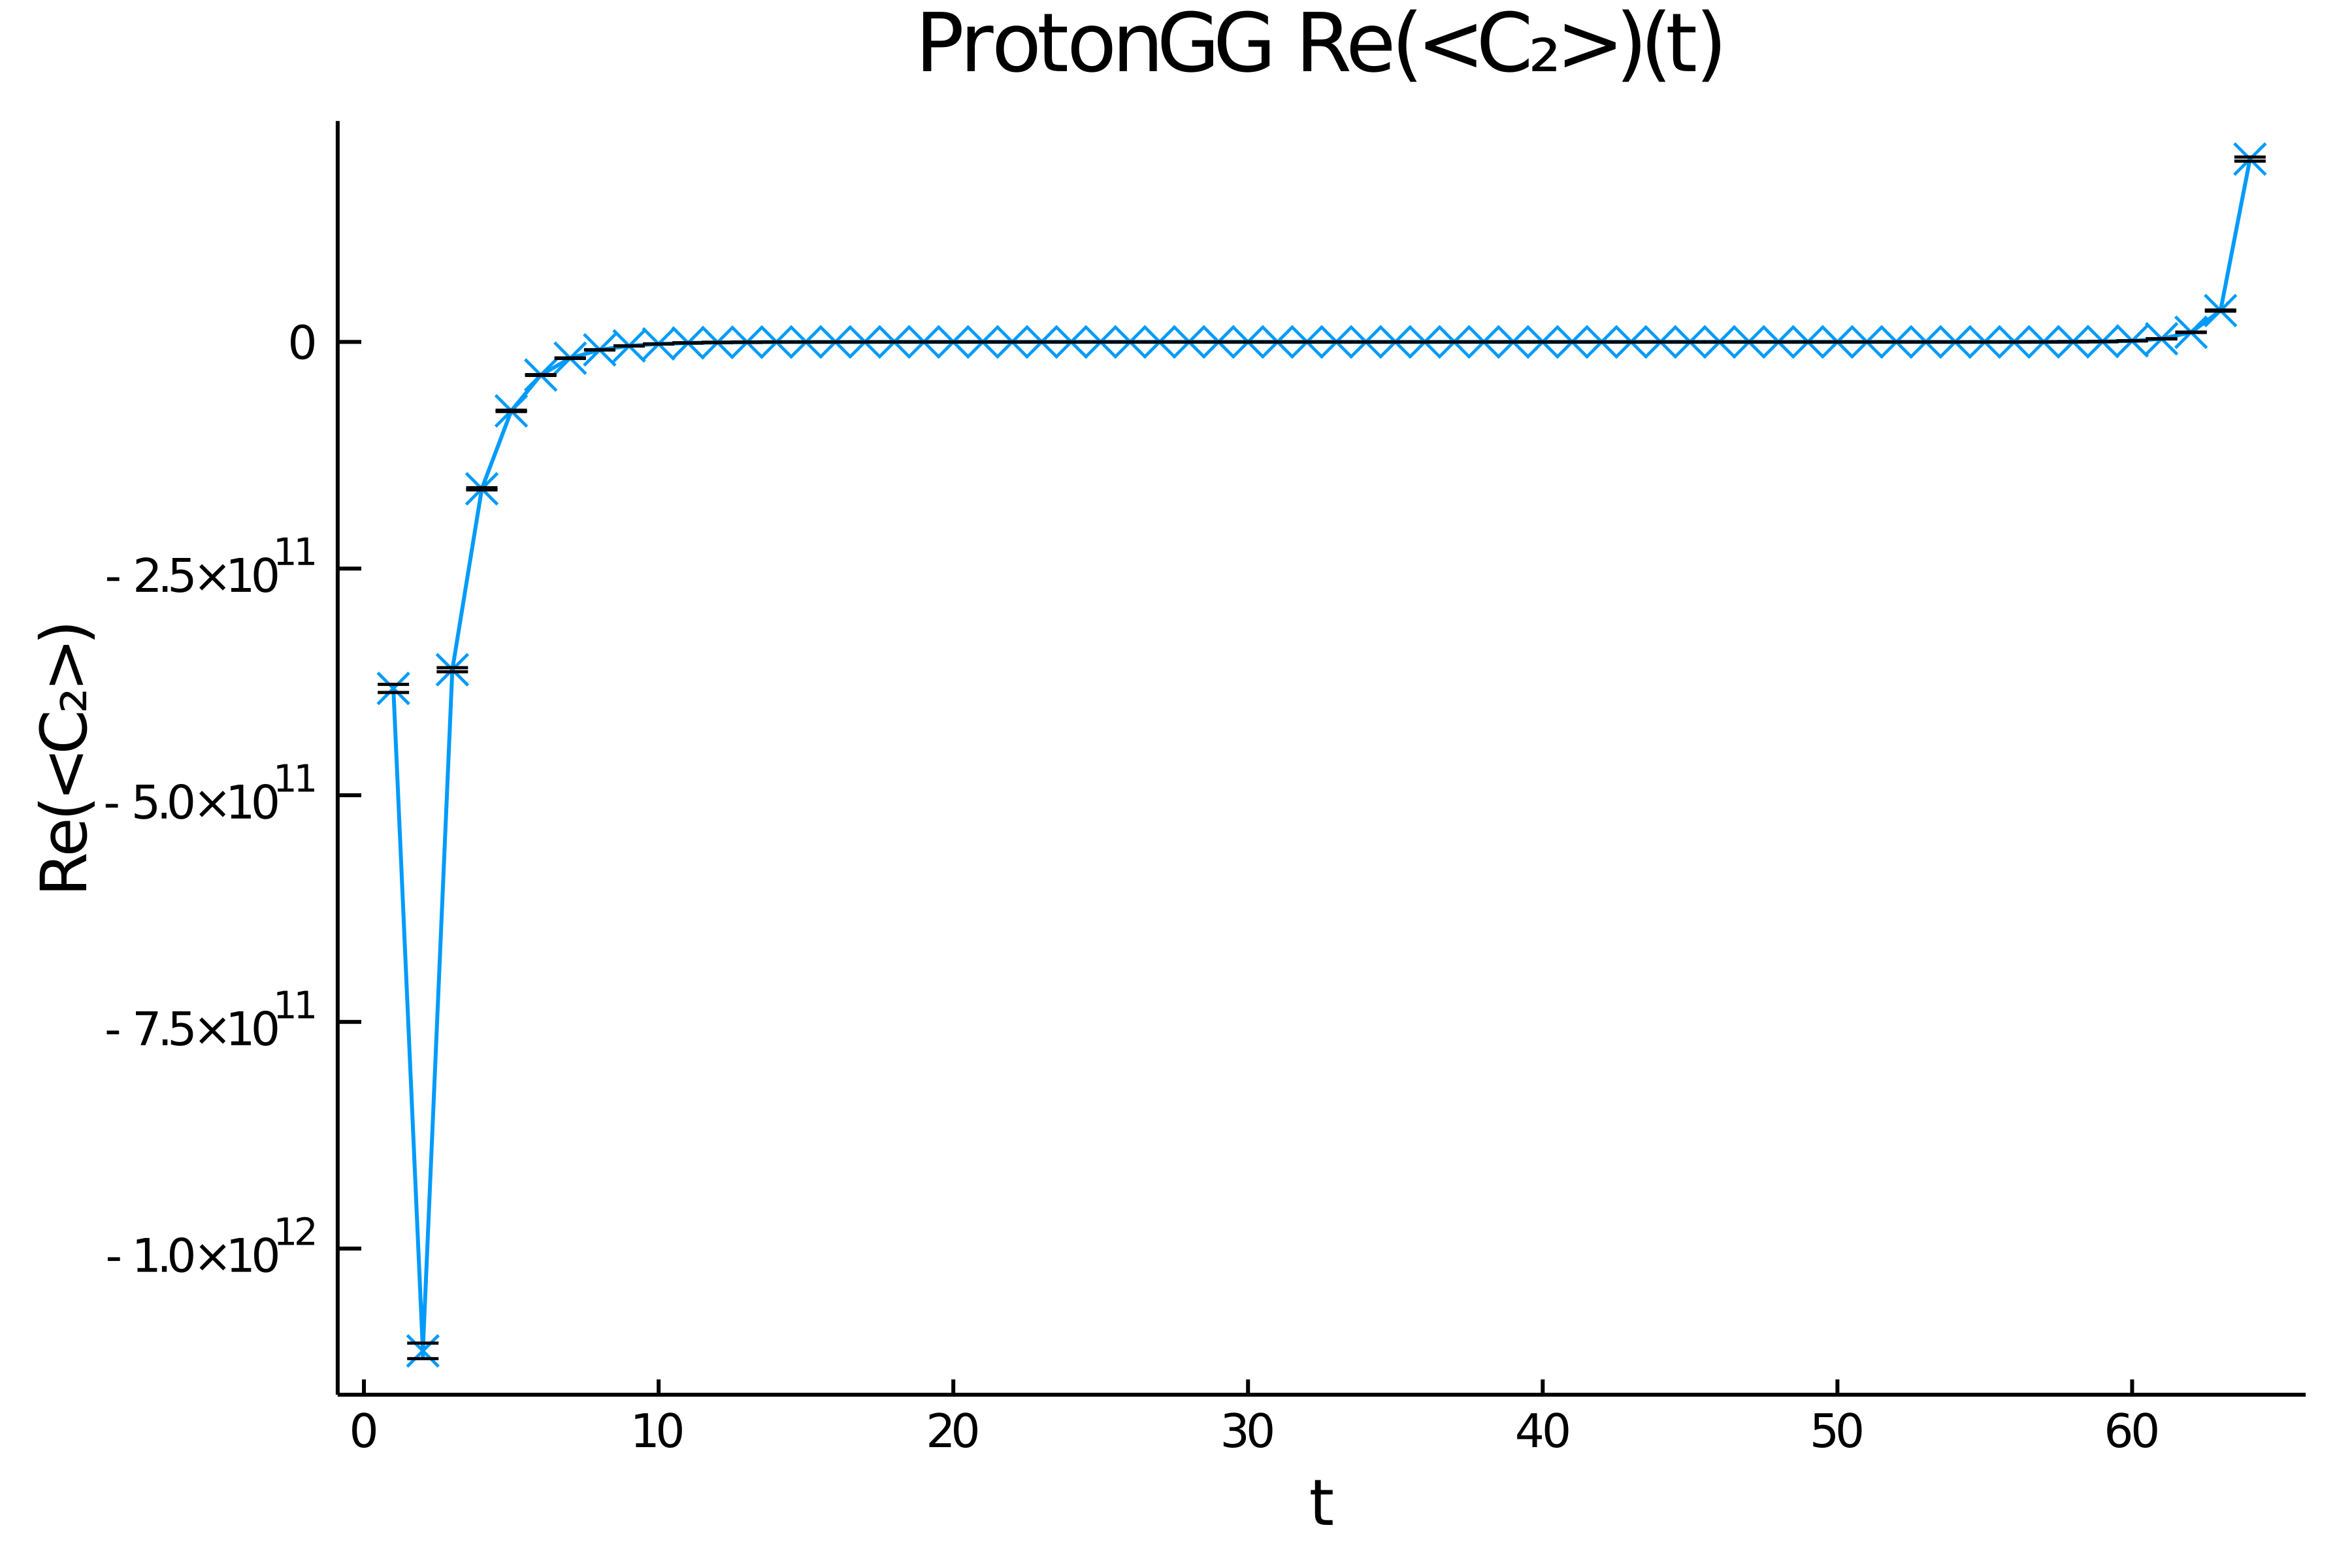 ProtonGG Re(<C₂>)(t)
0
- 2.5×10¹¹
- 5.0×10¹¹
- 7.5×10¹¹
- 1.0×10¹²
Re(<C₂>)
0 10 20 30 40 50 60
t